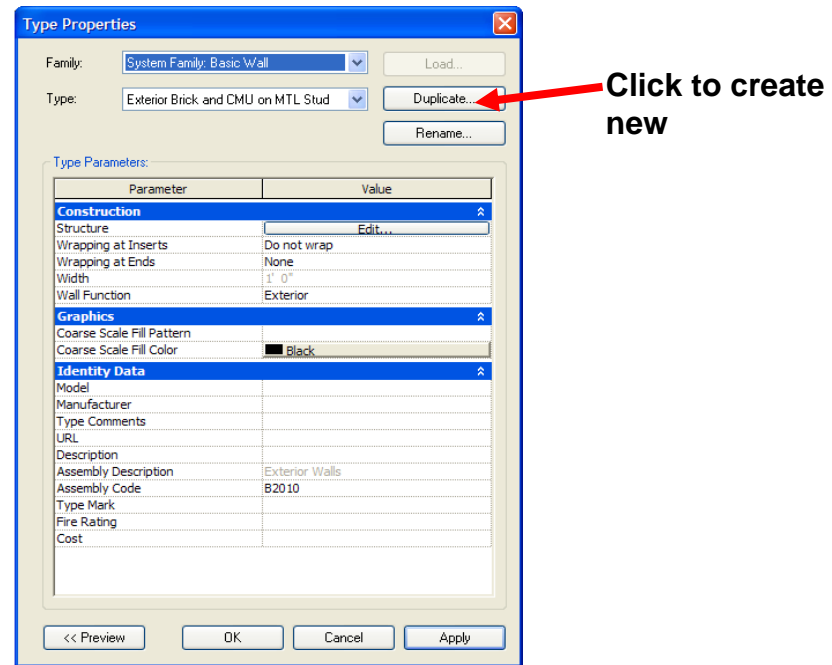 Type Properties
Family: System Family: Basic Wall Load...
Type: Exterior Brick and CMU on MTL Stud Duplicate...
Click to create
new
Rename...
Type Parameters:
Parameter Value
Construction
Structure Edit...
Wrapping at Inserts Do not wrap
Wrapping at Ends None
Width 1' 0"
Wall Function Exterior
Graphics
Coarse Scale Fill Pattern
Coarse Scale Fill Color Black
Identity Data
Model
Manufacturer
Type Comments
URL
Description
Assembly Description Exterior Walls
Assembly Code B2010
Type Mark
Fire Rating
Cost
<< Preview OK Cancel Apply